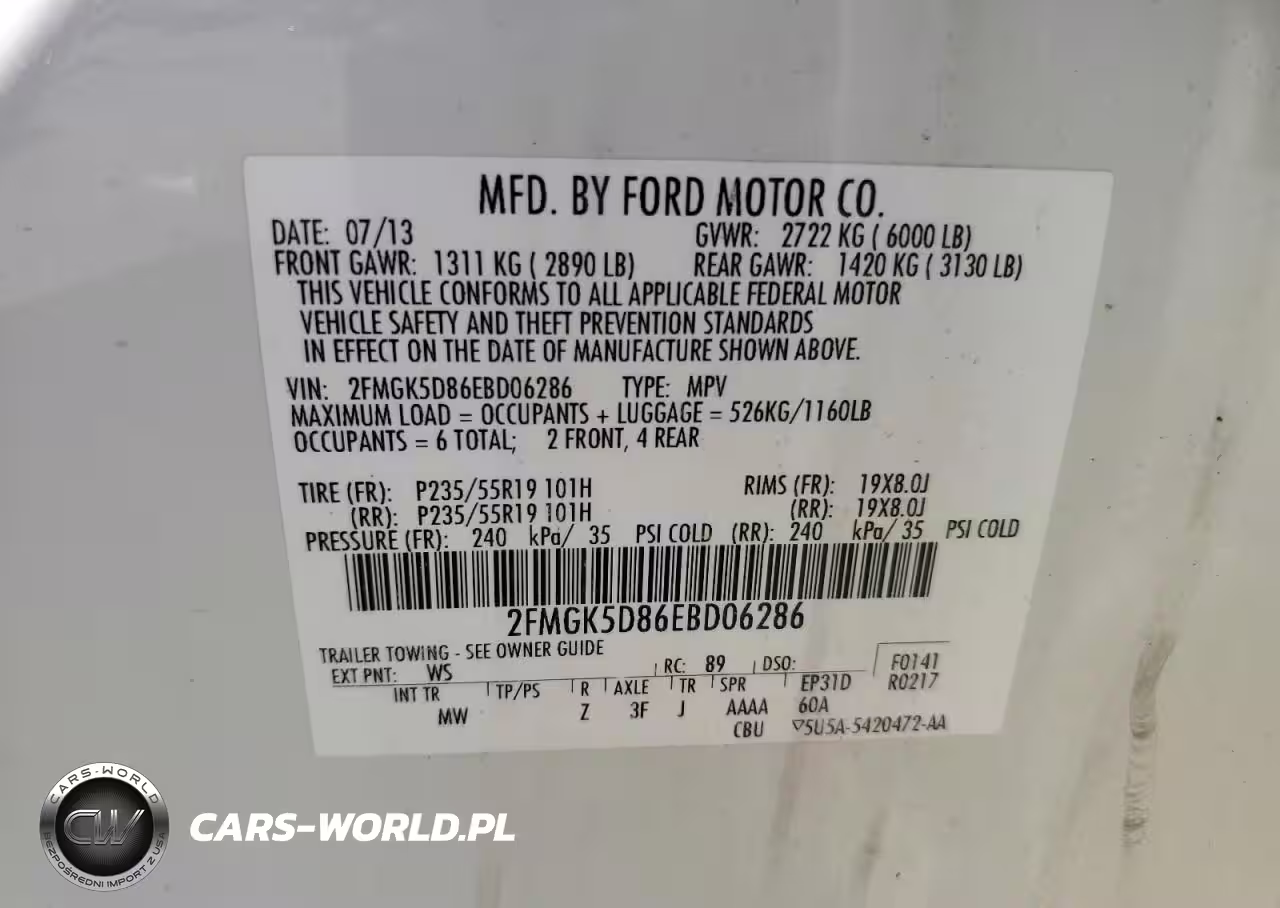 MFD. BY FORD MOTOR CO.
DATE: 07/13 GVWR: 2722 KG ( 6000 LB)
FRONT GAWR: 1311 KG ( 2890 LB) REAR GAWR: 1420 KG ( 3130 LB)
THIS VEHICLE CONFORMS TO ALL APPLICABLE FEDERAL MOTOR
VEHICLE SAFETY AND THEFT PREVENTION STANDARDS
IN EFFECT ON THE DATE OF MANUFACTURE SHOWN ABOVE.
VIN: 2FMGK5D86EBD06286 TYPE: MPV
MAXIMUM LOAD = OCCUPANTS + LUGGAGE = 526KG/1160LB
OCCUPANTS = 6 TOTAL; 2 FRONT, 4 REAR
TIRE (FR): P235/55R19 101H RIMS (FR): 19X8.0J
(RR): P235/55R19 101H (RR): 19X8.0J
PRESSURE (FR): 240 kPa/ 35 PSI COLD (RR): 240 kPa/ 35 PSI COLD
2FMGK5D86EBD06286
TRAILER TOWING - SEE OWNER GUIDE
EXT PNT: WS RC: 89 DSO: F0141
INT TR TP/PS R AXLE TR SPR EP31D R0217
MW Z 3F J AAAA 60A
CBU ▽5U5A-5420472-AA
CARS-WORLD
CW
BEZPOŚREDNI IMPORT Z USA
CARS-WORLD.PL